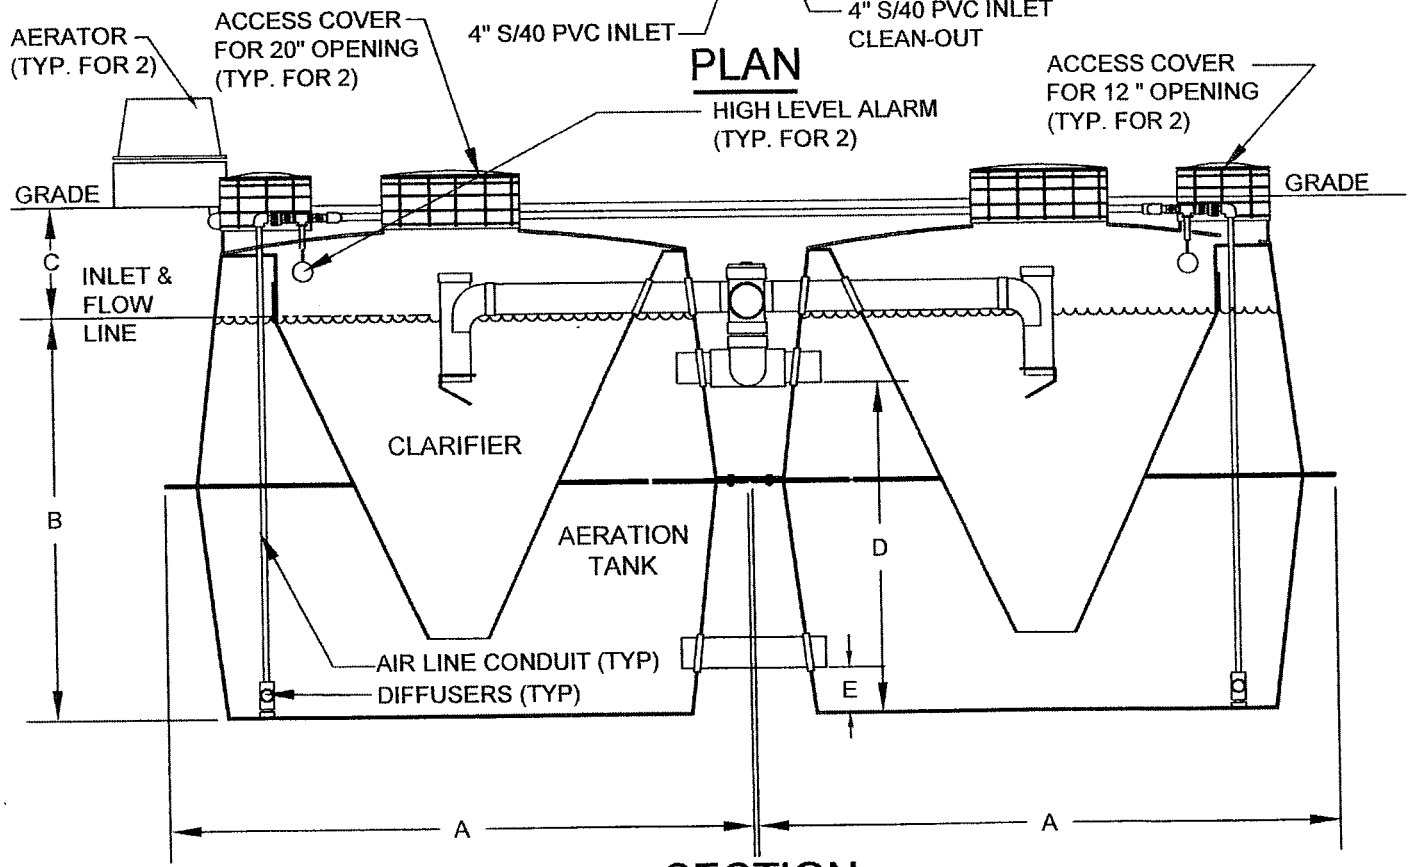 4" S/40 PVC INLET
4" S/40 PVC INLET
CLEAN-OUT
PLAN
AERATOR
(TYP. FOR 2)
ACCESS COVER
FOR 20" OPENING
(TYP. FOR 2)
HIGH LEVEL ALARM
(TYP. FOR 2)
ACCESS COVER
FOR 12 " OPENING
(TYP. FOR 2)
GRADE
GRADE
C
INLET &
FLOW
LINE
CLARIFIER
B
AERATION
TANK
D
AIR LINE CONDUIT (TYP)
DIFFUSERS (TYP)
E
A
A
SECTION